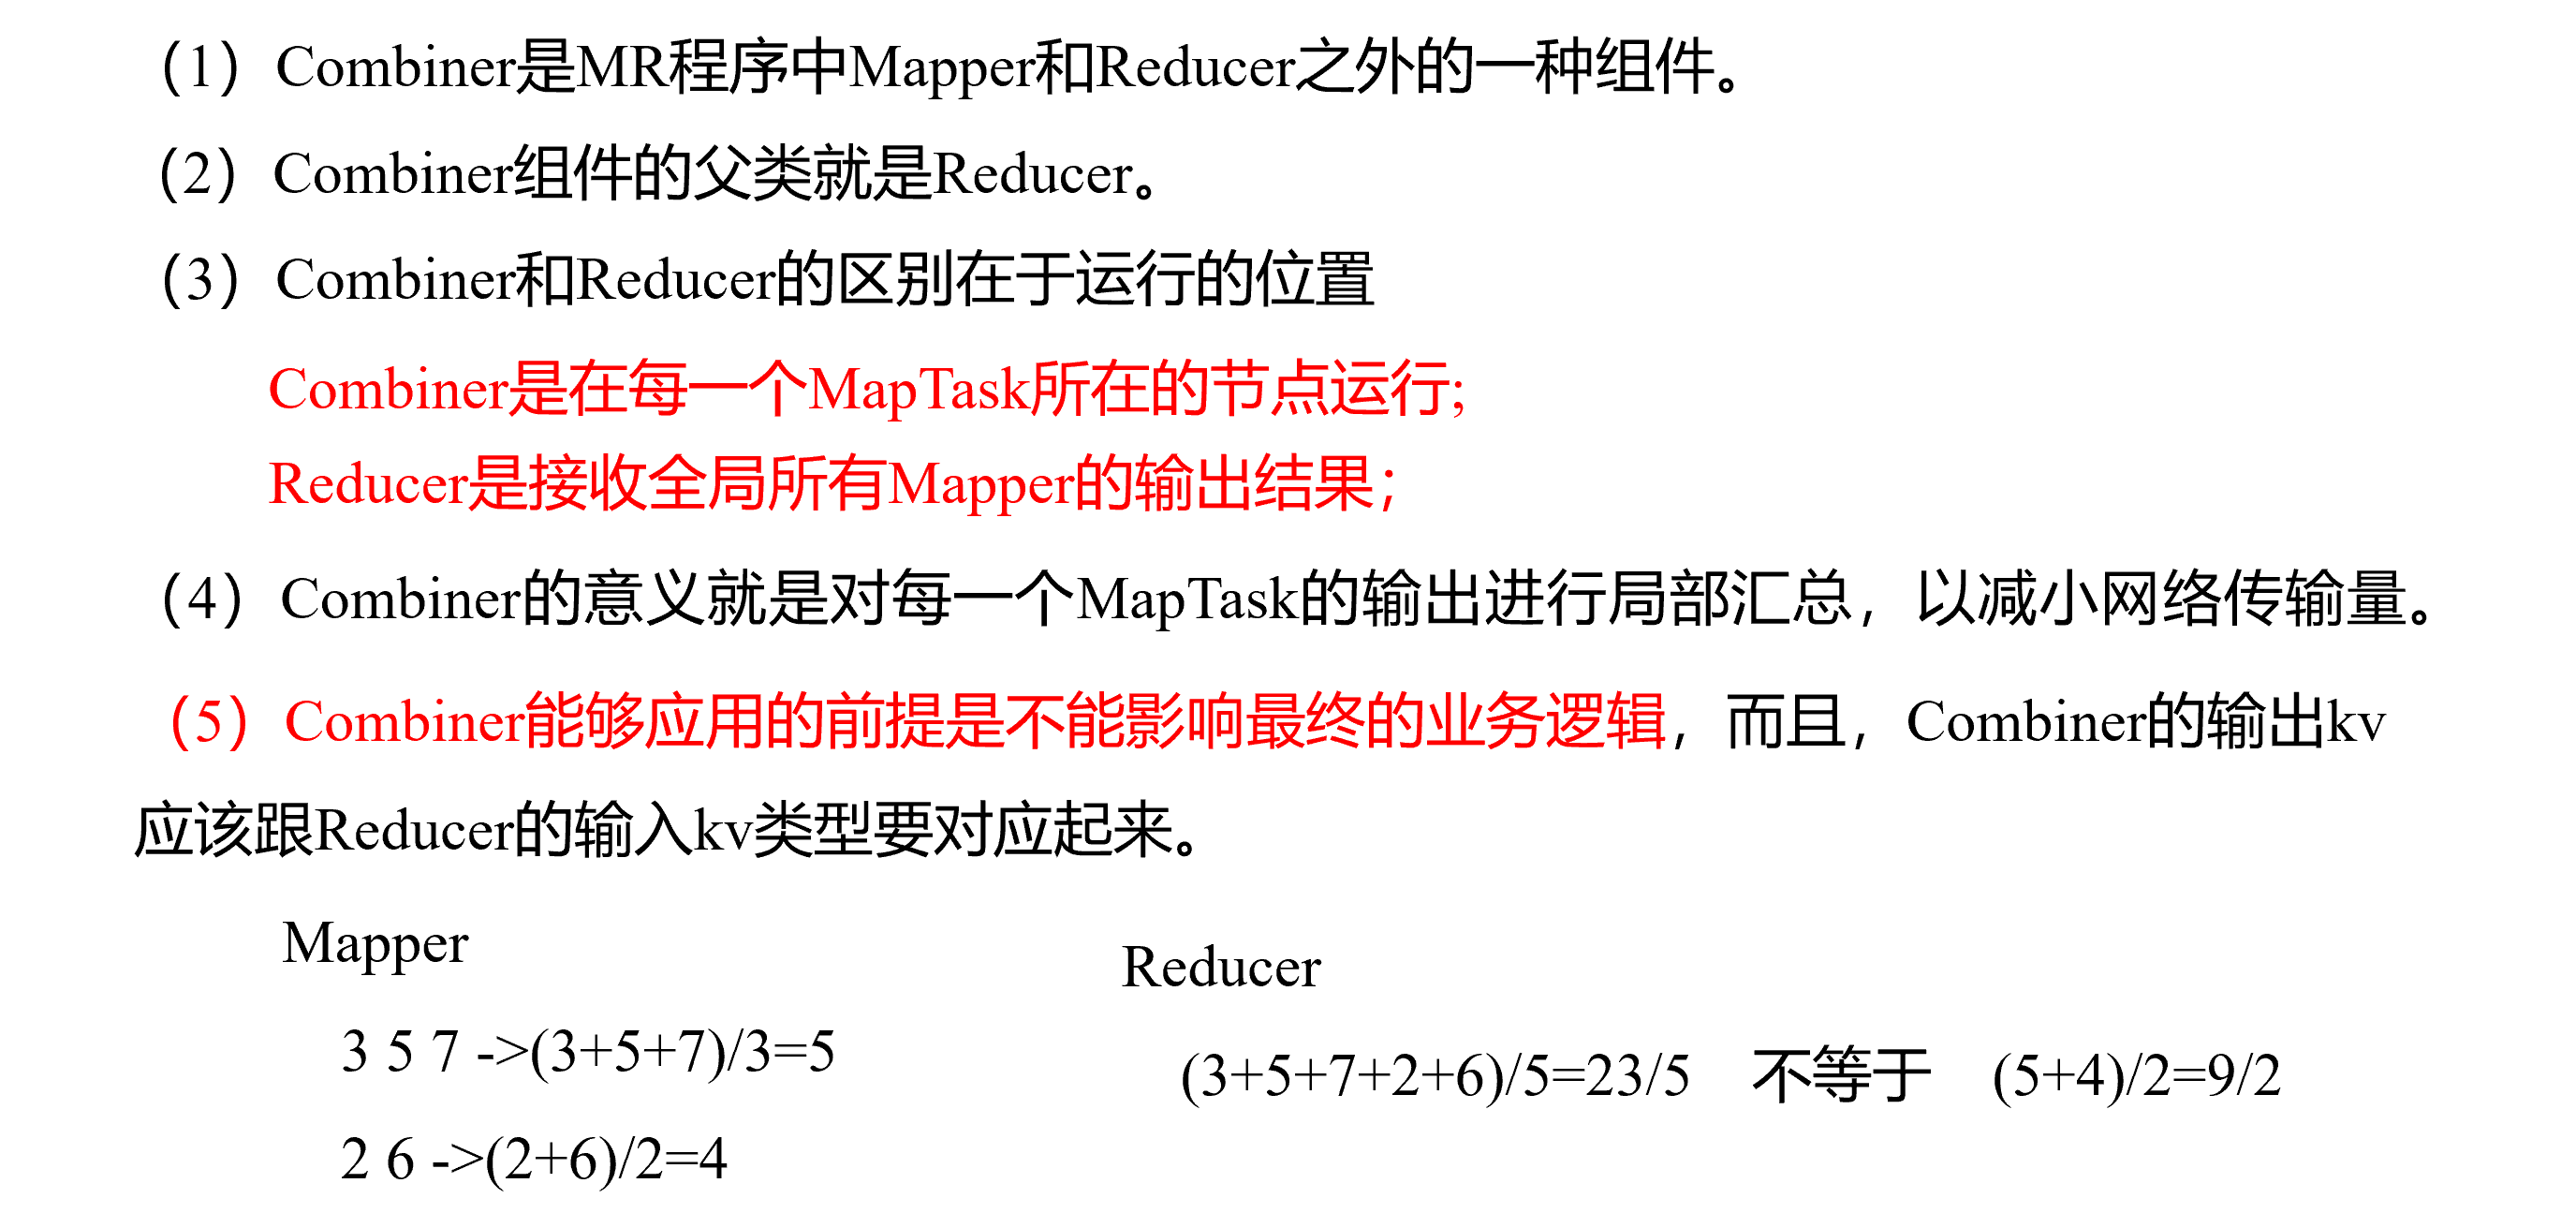 （1）Combiner是MR程序中Mapper和Reducer之外的一种组件。
（2）Combiner组件的父类就是Reducer。
（3）Combiner和Reducer的区别在于运行的位置
Combiner是在每一个MapTask所在的节点运行;
Reducer是接收全局所有Mapper的输出结果；
（4）Combiner的意义就是对每一个MapTask的输出进行局部汇总，以减小网络传输量。
（5）Combiner能够应用的前提是不能影响最终的业务逻辑，而且，Combiner的输出kv
应该跟Reducer的输入kv类型要对应起来。
Mapper
3 5 7 ->(3+5+7)/3=5
2 6 ->(2+6)/2=4
Reducer
(3+5+7+2+6)/5=23/5 不等于 (5+4)/2=9/2